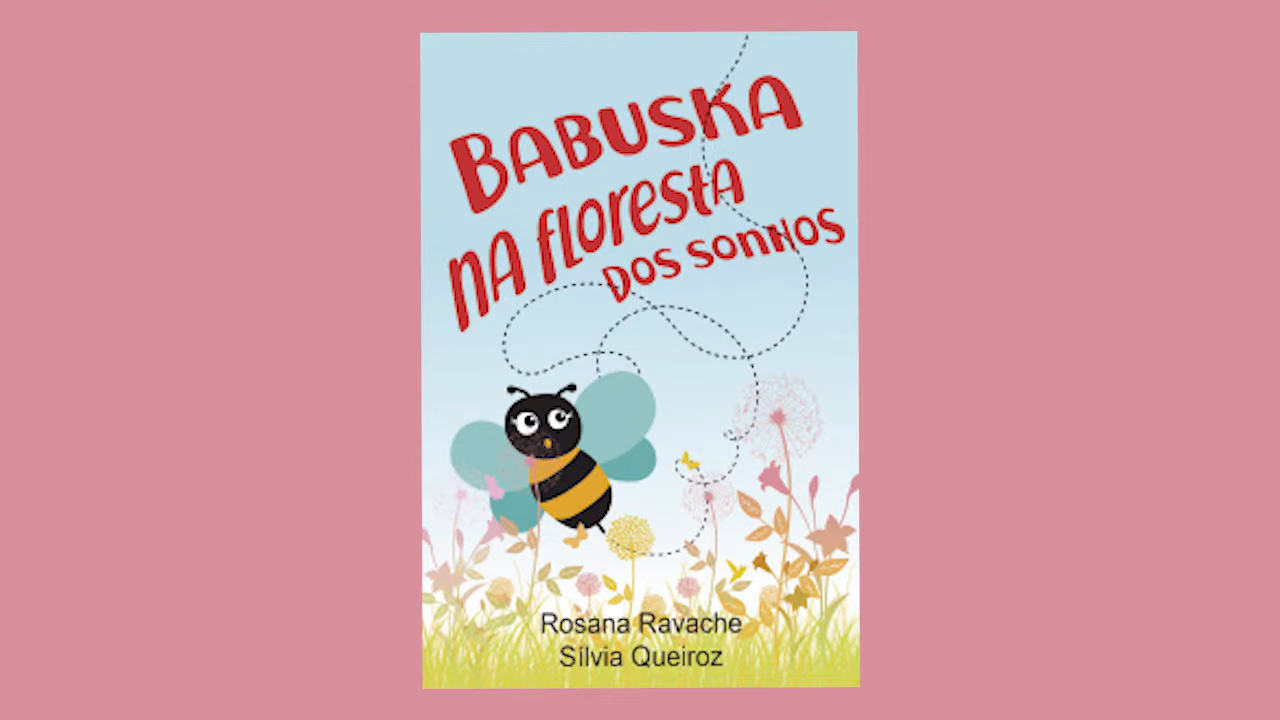 BABUSKA
NA FLORESTA
DOS SONHOS
Rosana Ravache
Sílvia Queiroz